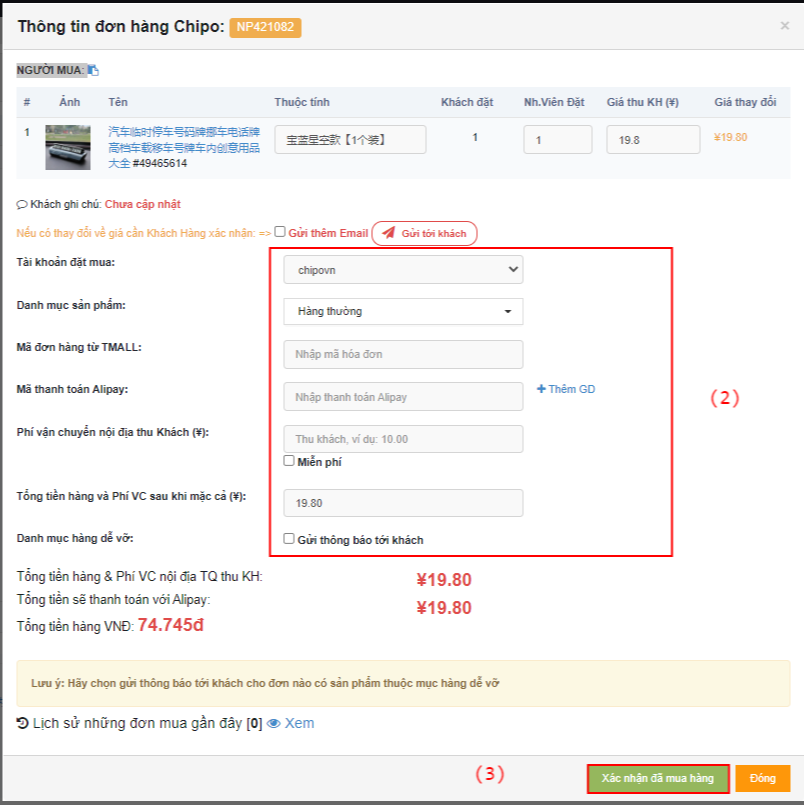 Thông tin đơn hàng Chipo: NP421082 ×
NGƯỜI MUA:
# Ảnh Tên Thuộc tính Khách đặt Nh.Viên Đặt Giá thu KH (¥) Giá thay đổi
1 汽车临时停车号码牌挪车电话牌 宝蓝星空款【1个装】 1 1 19.8 ¥19.80
高档车载移车号牌车内创意用品
大全 #49465614
Khách ghi chú: Chưa cập nhật
Nếu có thay đổi về giá cần Khách Hàng xác nhận: => Gửi thêm Email Gửi tới khách
Tài khoản đặt mua: chipovn
Danh mục sản phẩm: Hàng thường
Mã đơn hàng từ TMALL: Nhập mã hóa đơn
Mã thanh toán Alipay: Nhập thanh toán Alipay Thêm GD
(2)
Phí vận chuyển nội địa thu Khách (¥): Thu khách, ví dụ: 10.00
Miễn phí
Tổng tiền hàng và Phí VC sau khi mặc cả (¥): 19.80
Danh mục hàng dễ vỡ: Gửi thông báo tới khách
Tổng tiền hàng & Phí VC nội địa TQ thu KH: ¥19.80
Tổng tiền sẽ thanh toán với Alipay: ¥19.80
Tổng tiền hàng VNĐ: 74.745đ
Lưu ý: Hãy chọn gửi thông báo tới khách cho đơn nào có sản phẩm thuộc mục hàng dễ vỡ
Lịch sử những đơn mua gần đây [0] Xem
(3) Xác nhận đã mua hàng Đóng